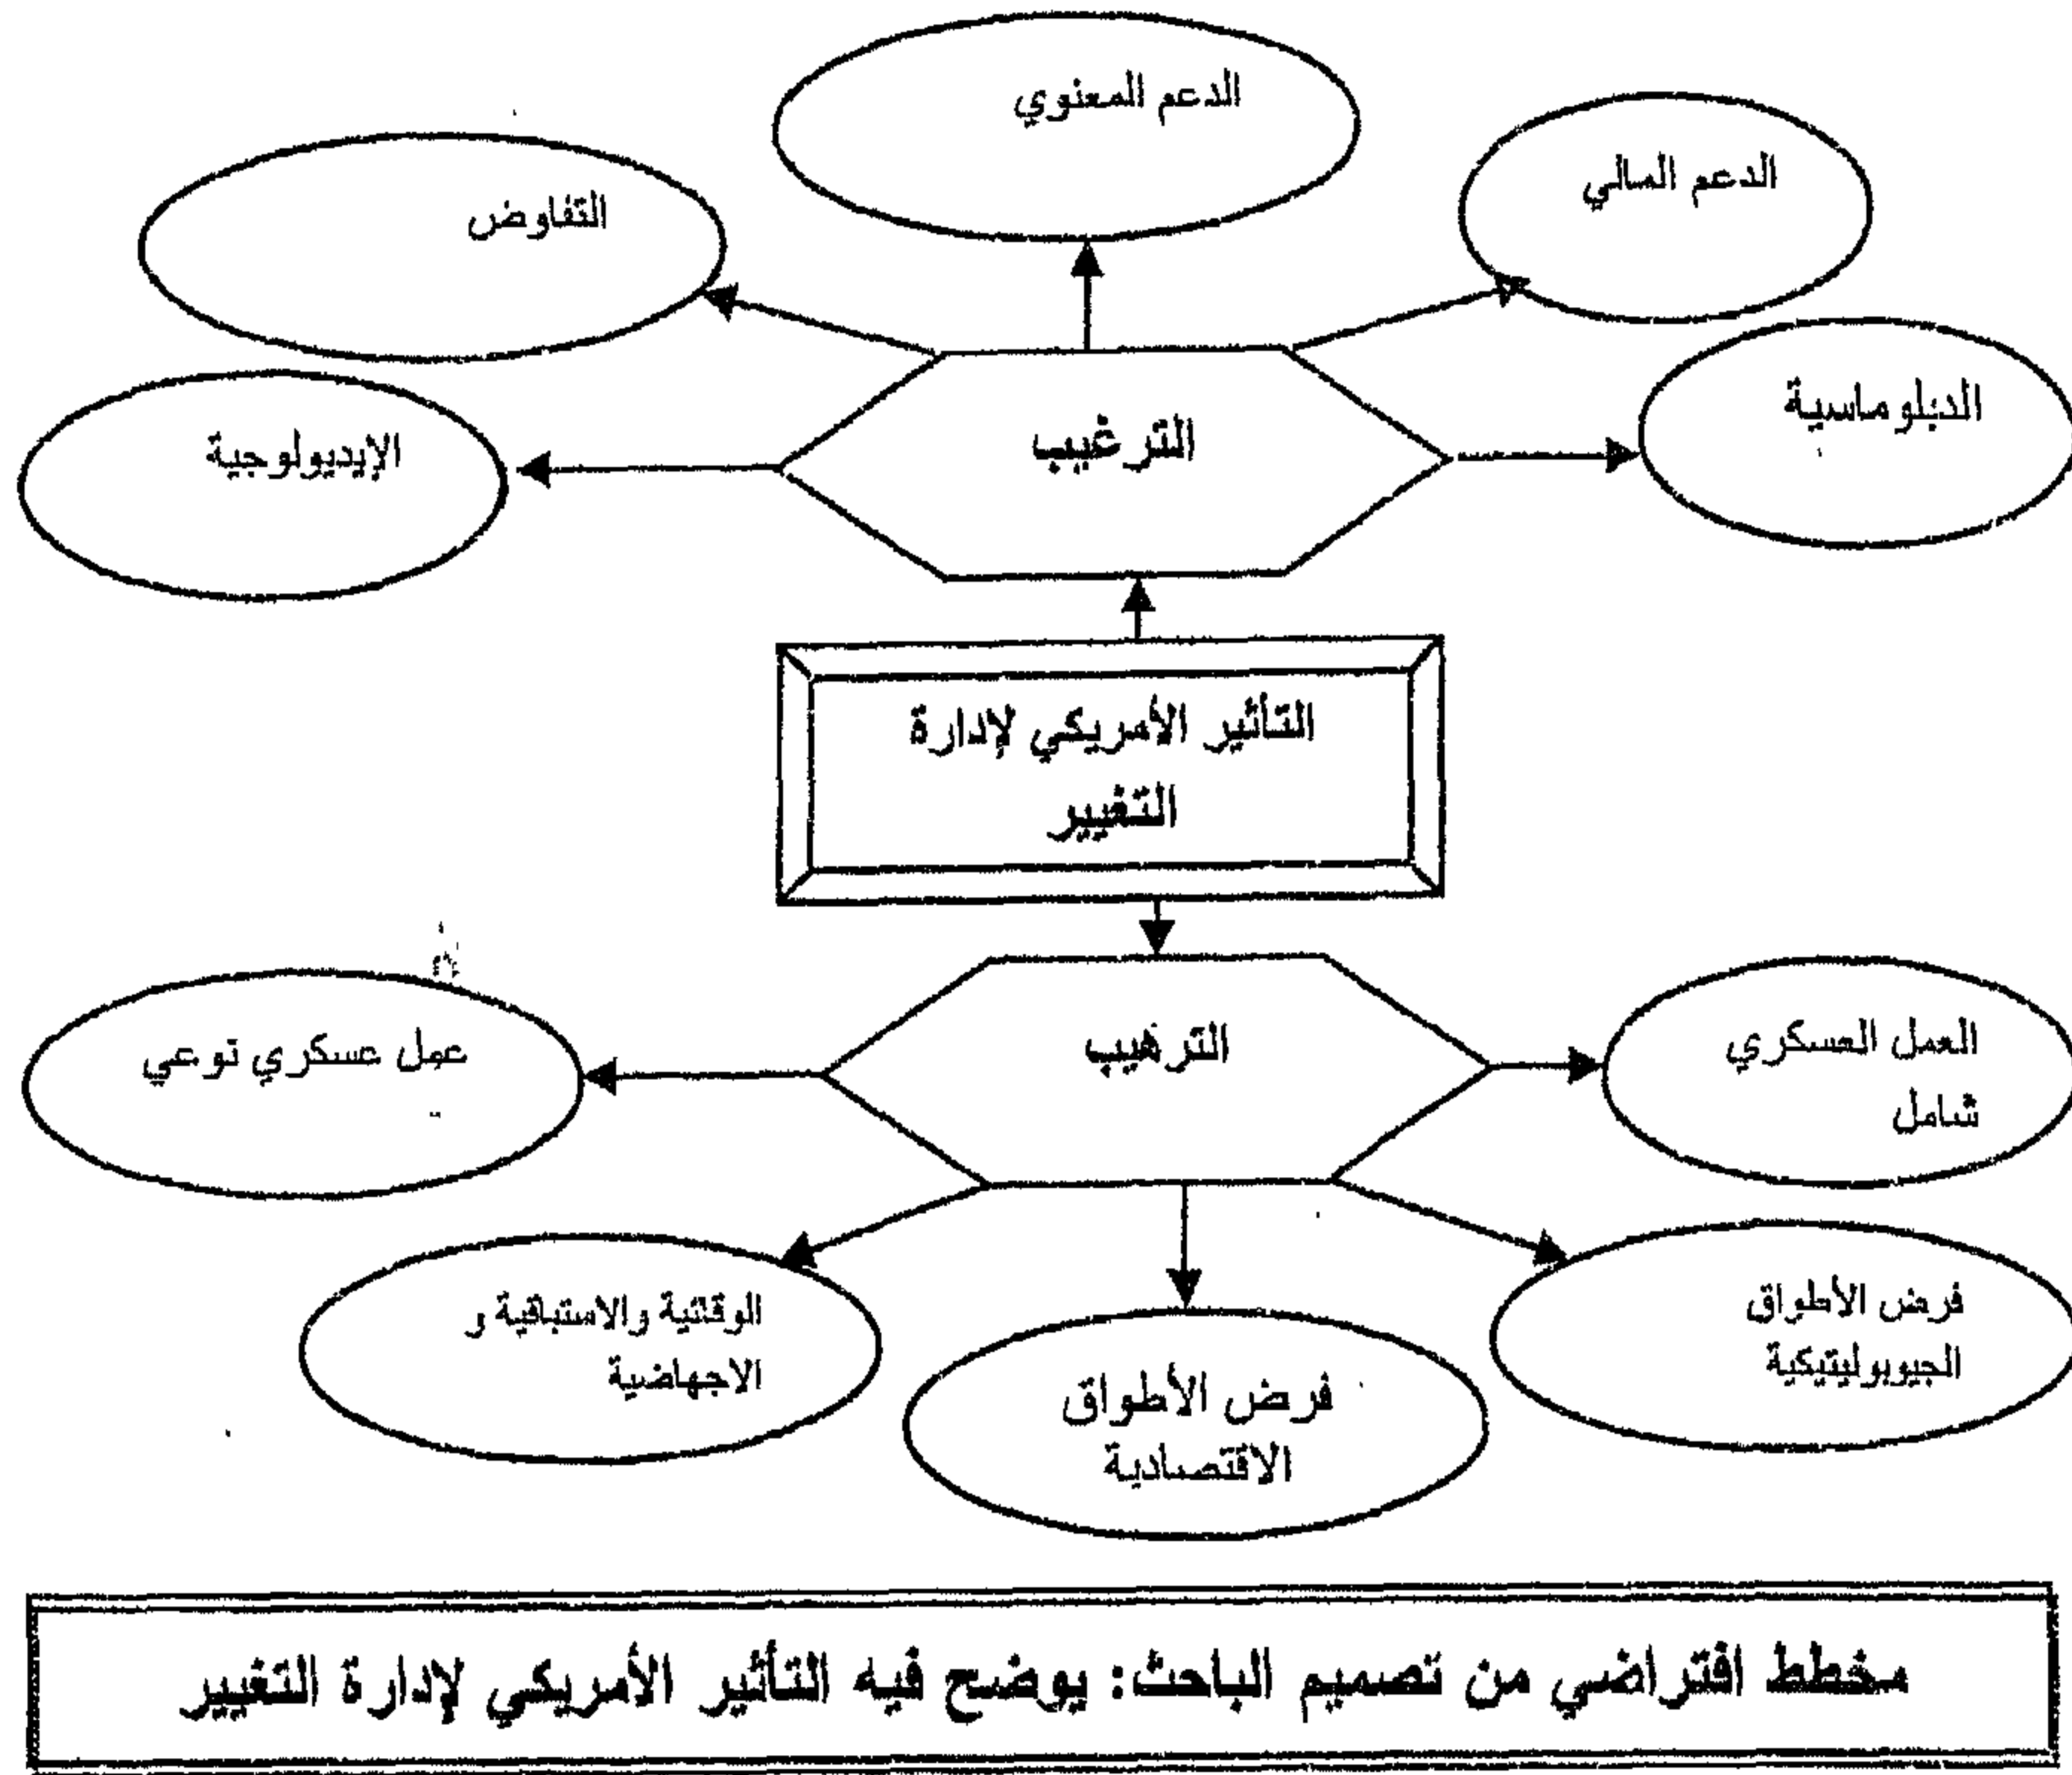 الدعم المعنوي
الدعم المالي
التفاوض
الدبلوماسية
الإيديولوجية
الترغيب
التأثير الأمريكي لإدارة
التغيير
الترهيب
العمل العسكري
شامل
عمل عسكري نوعي
فرض الأطواق
الجيوبوليتيكية
فرض الأطواق
الاقتصادية
الوقائية والاستباقية و
الاجهاضية
مخطط افتراضي من تصميم الباحث: يوضح فيه التأثير الأمريكي لإدارة التغيير